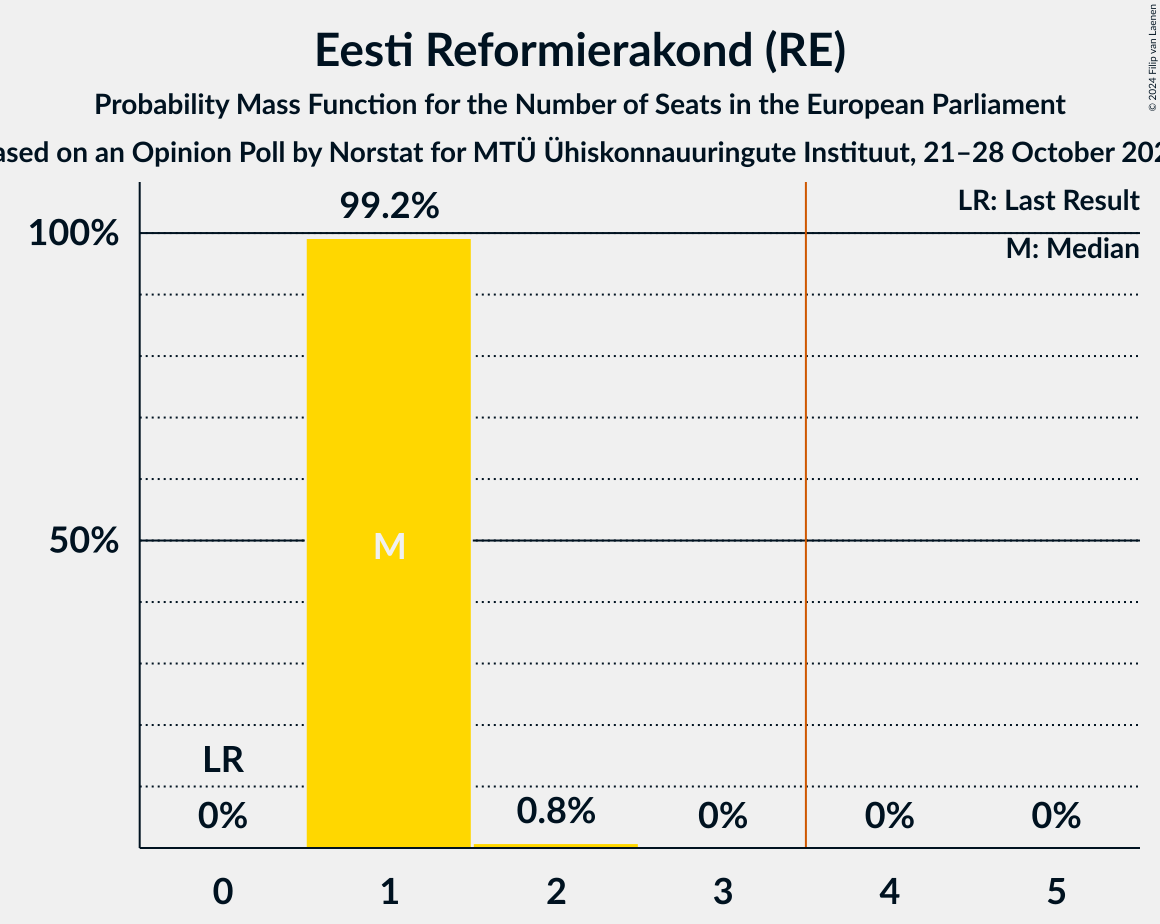 Eesti Reformierakond (RE)
Probability Mass Function for the Number of Seats in the European Parliament
ased on an Opinion Poll by Norstat for MTÜ Ühiskonnauuringute Instituut, 21–28 October 202
© 2024 Filip van Laenen
LR: Last Result
M: Median
99.2%
100%
50%
M
LR
0%
0.8%
0%
0%
0%
0
1
2
3
4
5